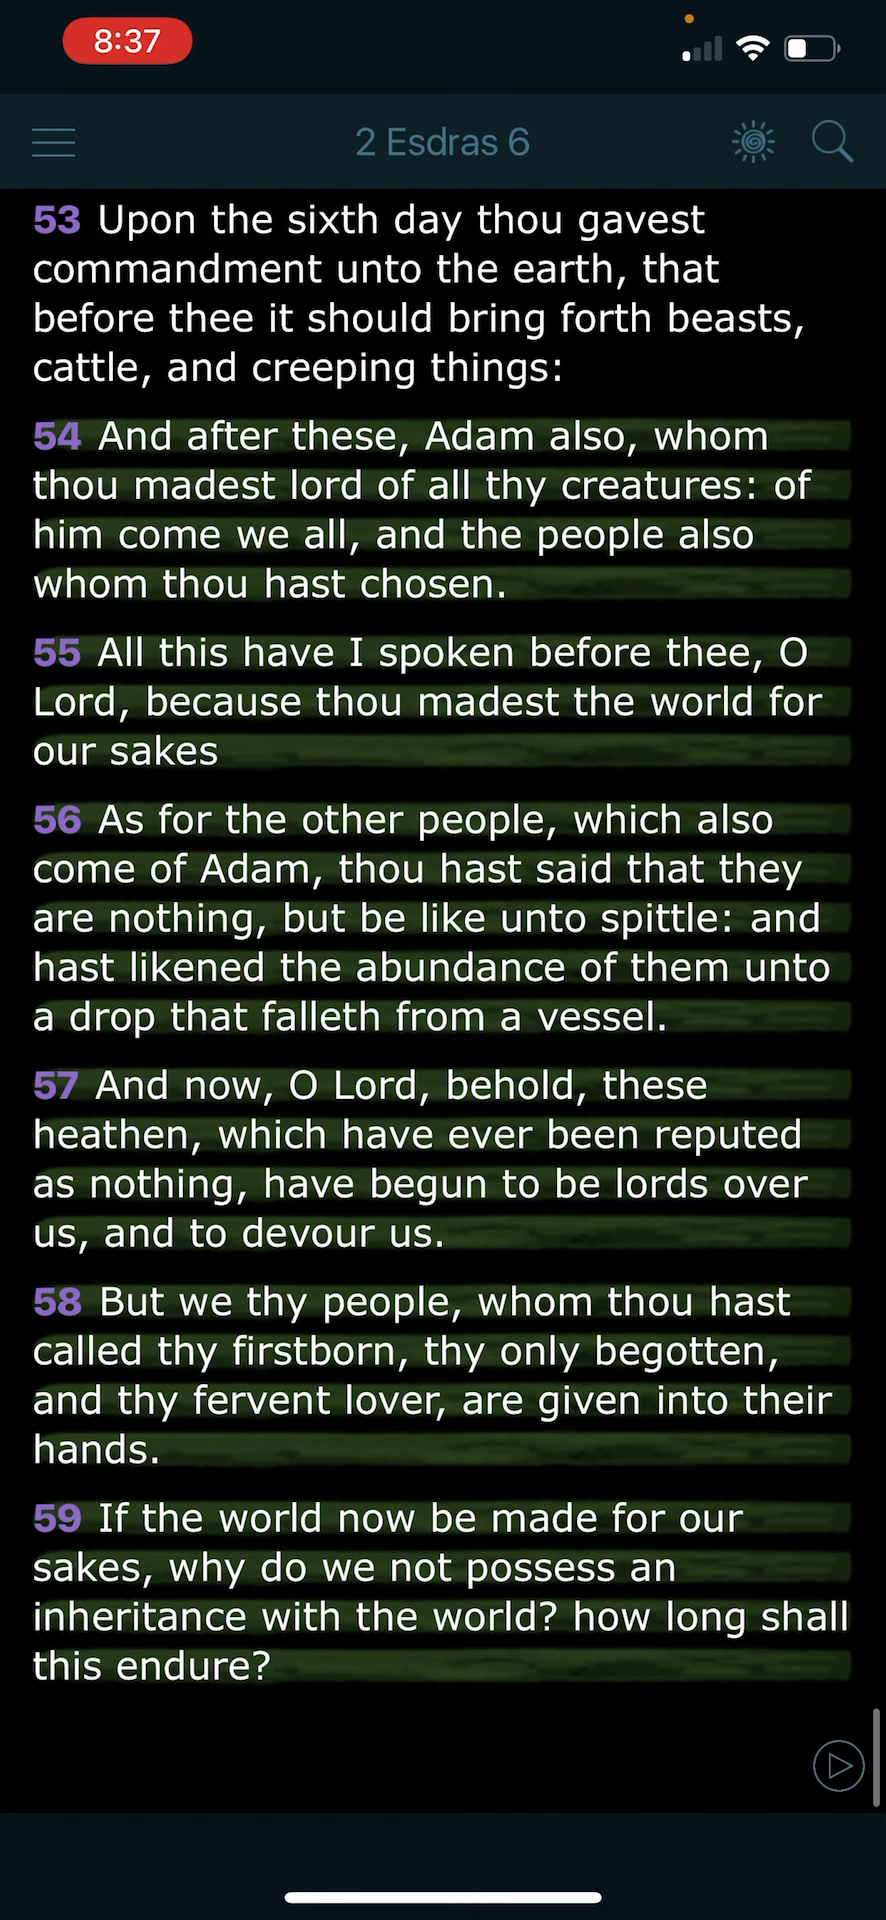 8:37
2 Esdras 6
53 Upon the sixth day thou gavest
commandment unto the earth, that
before thee it should bring forth beasts,
cattle, and creeping things:
54 And after these, Adam also, whom
thou madest lord of all thy creatures: of
him come we all, and the people also
whom thou hast chosen.
55 All this have I spoken before thee, O
Lord, because thou madest the world for
our sakes
56 As for the other people, which also
come of Adam, thou hast said that they
are nothing, but be like unto spittle: and
hast likened the abundance of them unto
a drop that falleth from a vessel.
57 And now, O Lord, behold, these
heathen, which have ever been reputed
as nothing, have begun to be lords over
us, and to devour us.
58 But we thy people, whom thou hast
called thy firstborn, thy only begotten,
and thy fervent lover, are given into their
hands.
59 If the world now be made for our
sakes, why do we not possess an
inheritance with the world? how long shall
this endure?